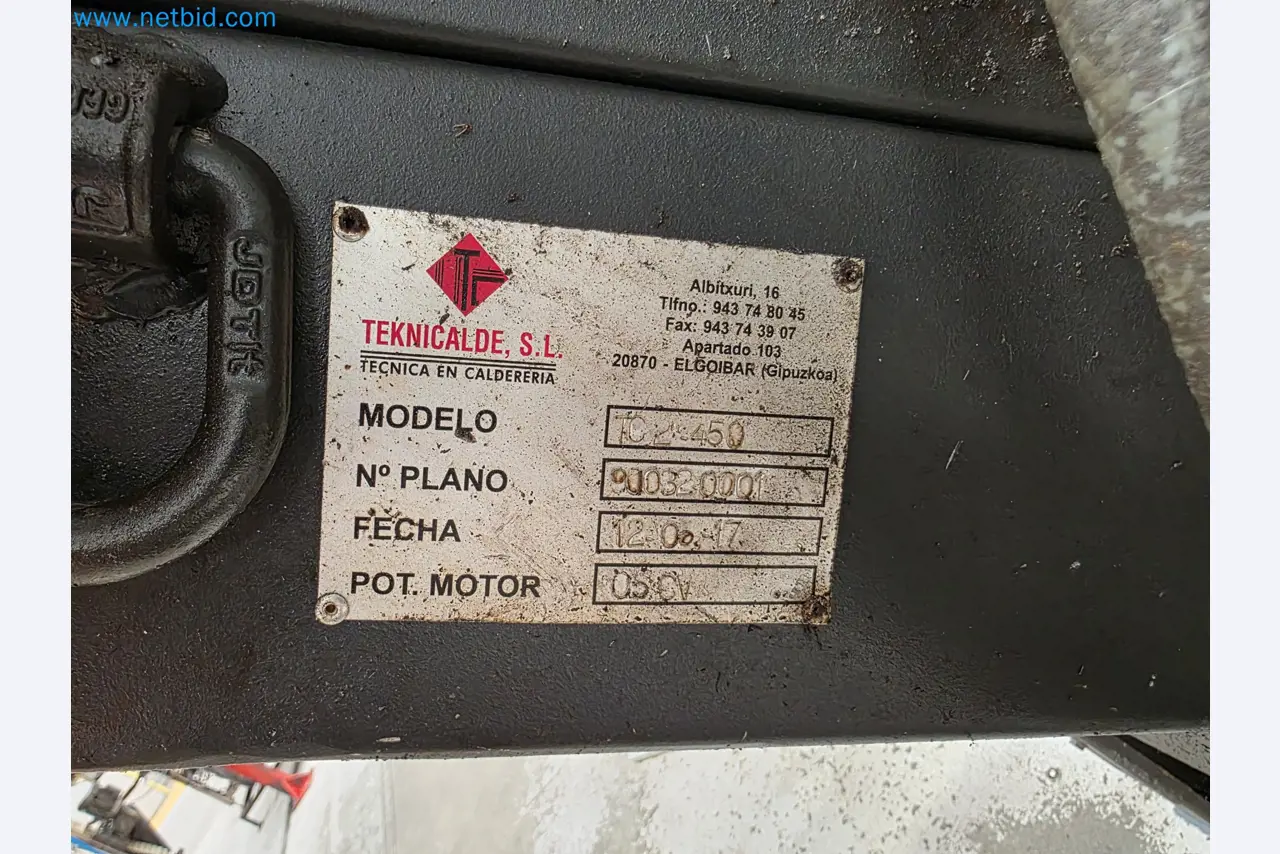 www.netbid.com
JDTK
TEKNICALDE, S.L.
TECNICA EN CALDERERIA
Albitxuri, 16
Tlfno.: 943 74 80 45
Fax: 943 74 39 07
Apartado 103
20870 - ELGOIBAR (Gipuzkoa)
MODELO
Nº PLANO
FECHA
POT. MOTOR